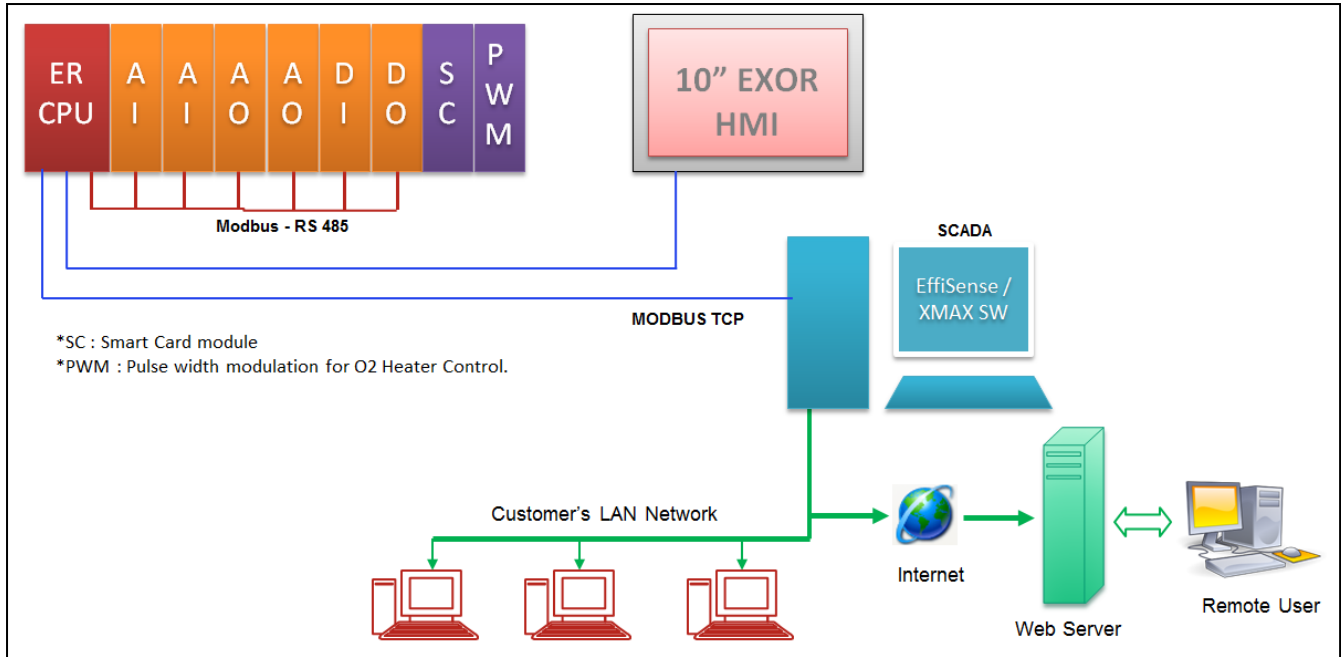 ER
CPU
A
I
A
I
A
O
A
O
D
I
D
O
S
C
P
W
M
10” EXOR
HMI
Modbus - RS 485
SCADA
EffiSense /
XMAX SW
MODBUS TCP
*SC : Smart Card module
*PWM : Pulse width modulation for O2 Heater Control.
Customer’s LAN Network
Internet
Web Server
Remote User